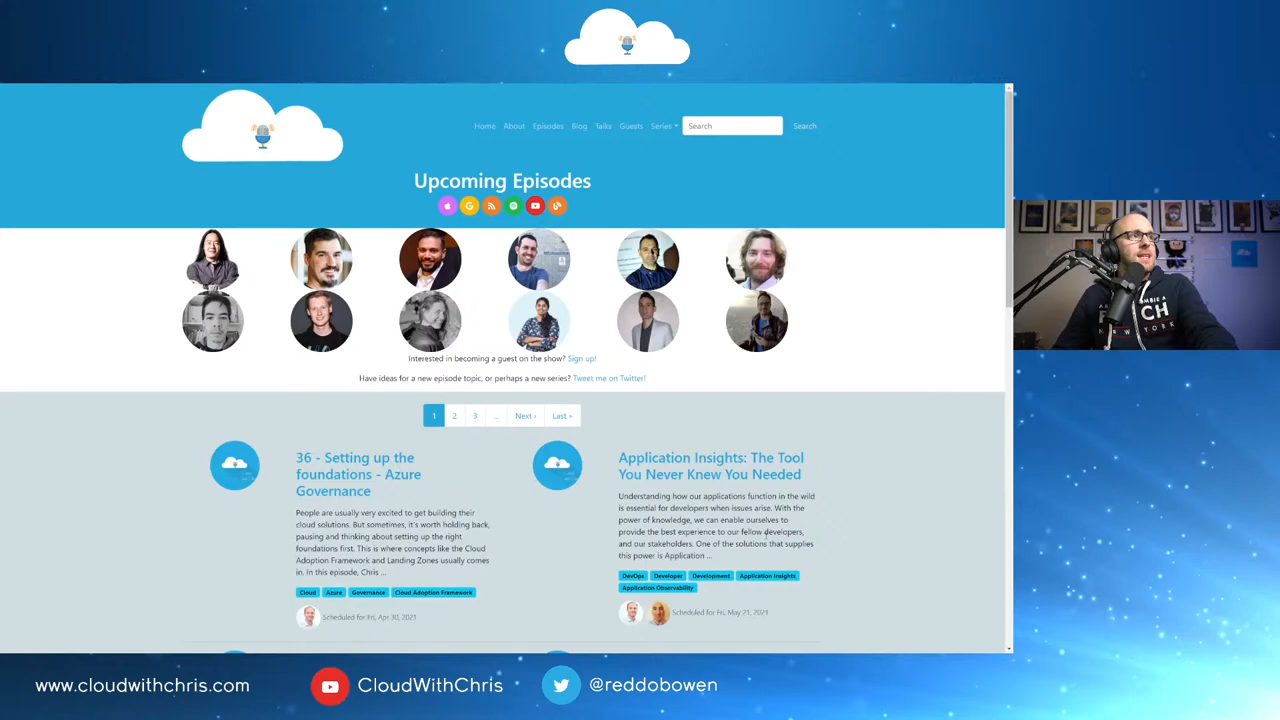 Home About Episodes Blog Talks Guests Series Search Search
Upcoming Episodes
Interested in becoming a guest on the show? Sign up!
Have ideas for a new episode topic, or perhaps a new series? Tweet me on Twitter!
1 2 3 ... Next › Last »
36 - Setting up the
foundations - Azure
Governance
People are usually very excited to get building their
cloud solutions. But sometimes, it's worth holding back,
pausing and thinking about setting up the right
foundations first. This is where concepts like the Cloud
Adoption Framework and Landing Zones usually comes
in. In this episode, Chris ...
Cloud Azure Governance Cloud Adoption Framework
Scheduled for Fri, Apr 30, 2021
Application Insights: The Tool
You Never Knew You Needed
Understanding how our applications function in the wild
is essential for developers when issues arise. With the
power of knowledge, we can enable ourselves to
provide the best experience to our fellow developers,
and our stakeholders. One of the solutions that supplies
this power is Application ...
DevOps Developer Development Application Insights
Application Observability
Scheduled for Fri, May 21, 2021
NEW YORK
www.cloudwithchris.com CloudWithChris @reddobowen